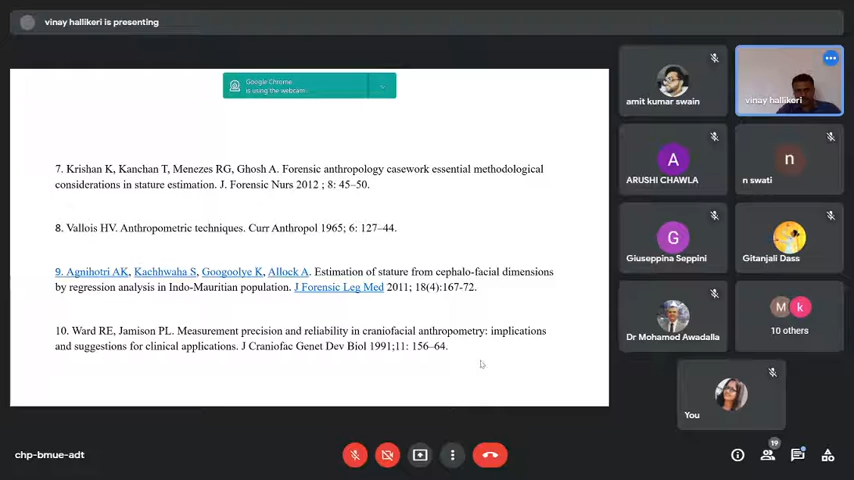 vinay hallikeri is presenting
Google Chrome
is using the webcam
7. Krishan K, Kanchan T, Menezes RG, Ghosh A. Forensic anthropology casework essential methodological
considerations in stature estimation. J. Forensic Nurs 2012 ; 8: 45–50.
8. Vallois HV. Anthropometric techniques. Curr Anthropol 1965; 6: 127–44.
9. Agnihotri AK, Kachhwaha S, Googoolye K, Allock A. Estimation of stature from cephalo-facial dimensions
by regression analysis in Indo-Mauritian population. J Forensic Leg Med 2011; 18(4):167-72.
10. Ward RE, Jamison PL. Measurement precision and reliability in craniofacial anthropometry: implications
and suggestions for clinical applications. J Craniofac Genet Dev Biol 1991;11: 156–64.
amit kumar swain
vinay hallikeri
A
ARUSHI CHAWLA
n
n swati
G
Giuseppina Seppini
Gitanjali Dass
Dr Mohamed Awadalla
M k
10 others
You
chp-bmue-adt
19